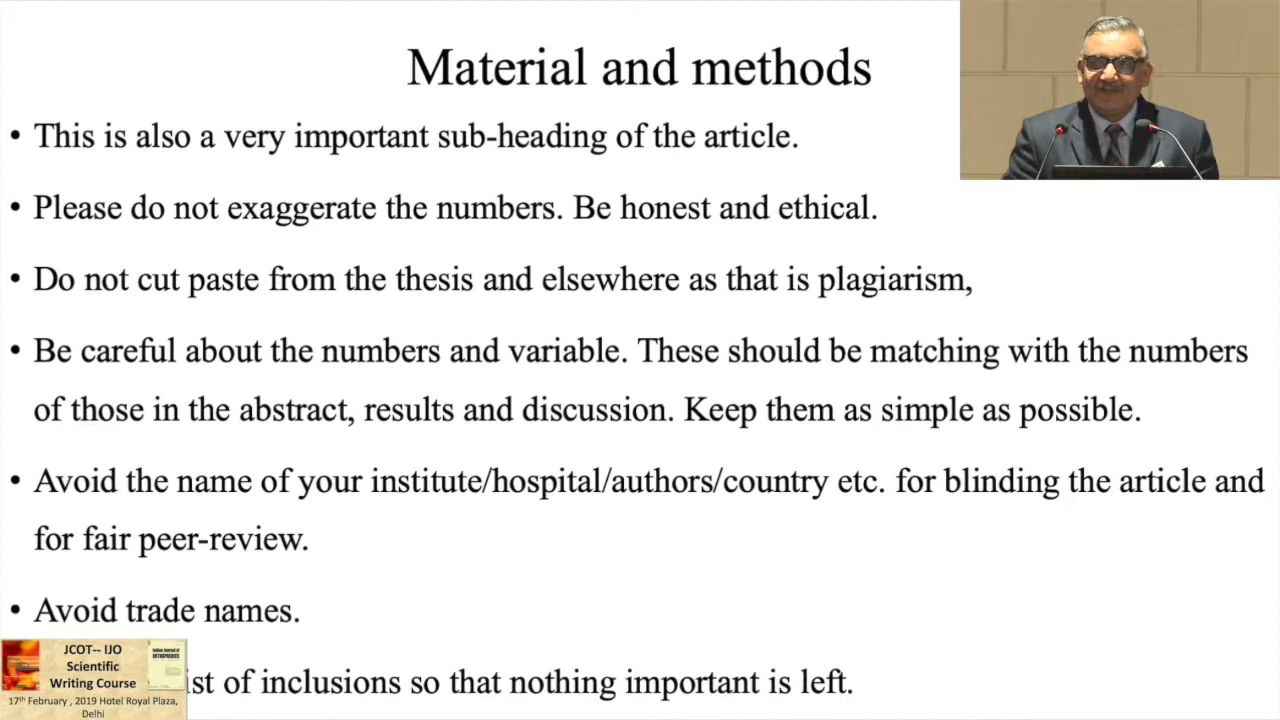 Material and methods
• This is also a very important sub-heading of the article.
• Please do not exaggerate the numbers. Be honest and ethical.
• Do not cut paste from the thesis and elsewhere as that is plagiarism,
• Be careful about the numbers and variable. These should be matching with the numbers
of those in the abstract, results and discussion. Keep them as simple as possible.
• Avoid the name of your institute/hospital/authors/country etc. for blinding the article and
for fair peer-review.
• Avoid trade names.
ist of inclusions so that nothing important is left.
JCOT-- IJO
Scientific
Writing Course
Indian Journal of
ORTHOPAEDICS
17th February , 2019 Hotel Royal Plaza,
Delhi